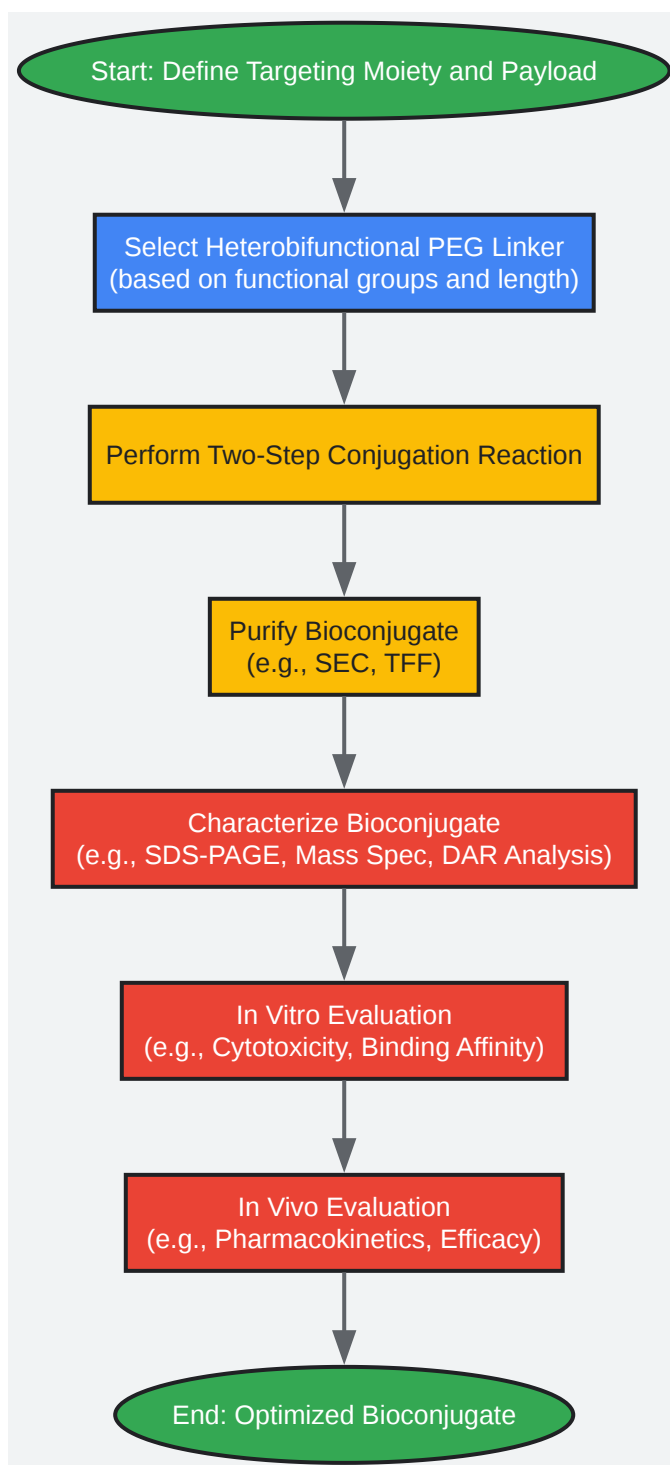 Start: Define Targeting Moiety and Payload
Select Heterobifunctional PEG Linker
(based on functional groups and length)
Perform Two-Step Conjugation Reaction
Purify Bioconjugate
(e.g., SEC, TFF)
Characterize Bioconjugate
(e.g., SDS-PAGE, Mass Spec, DAR Analysis)
In Vitro Evaluation
(e.g., Cytotoxicity, Binding Affinity)
In Vivo Evaluation
(e.g., Pharmacokinetics, Efficacy)
End: Optimized Bioconjugate